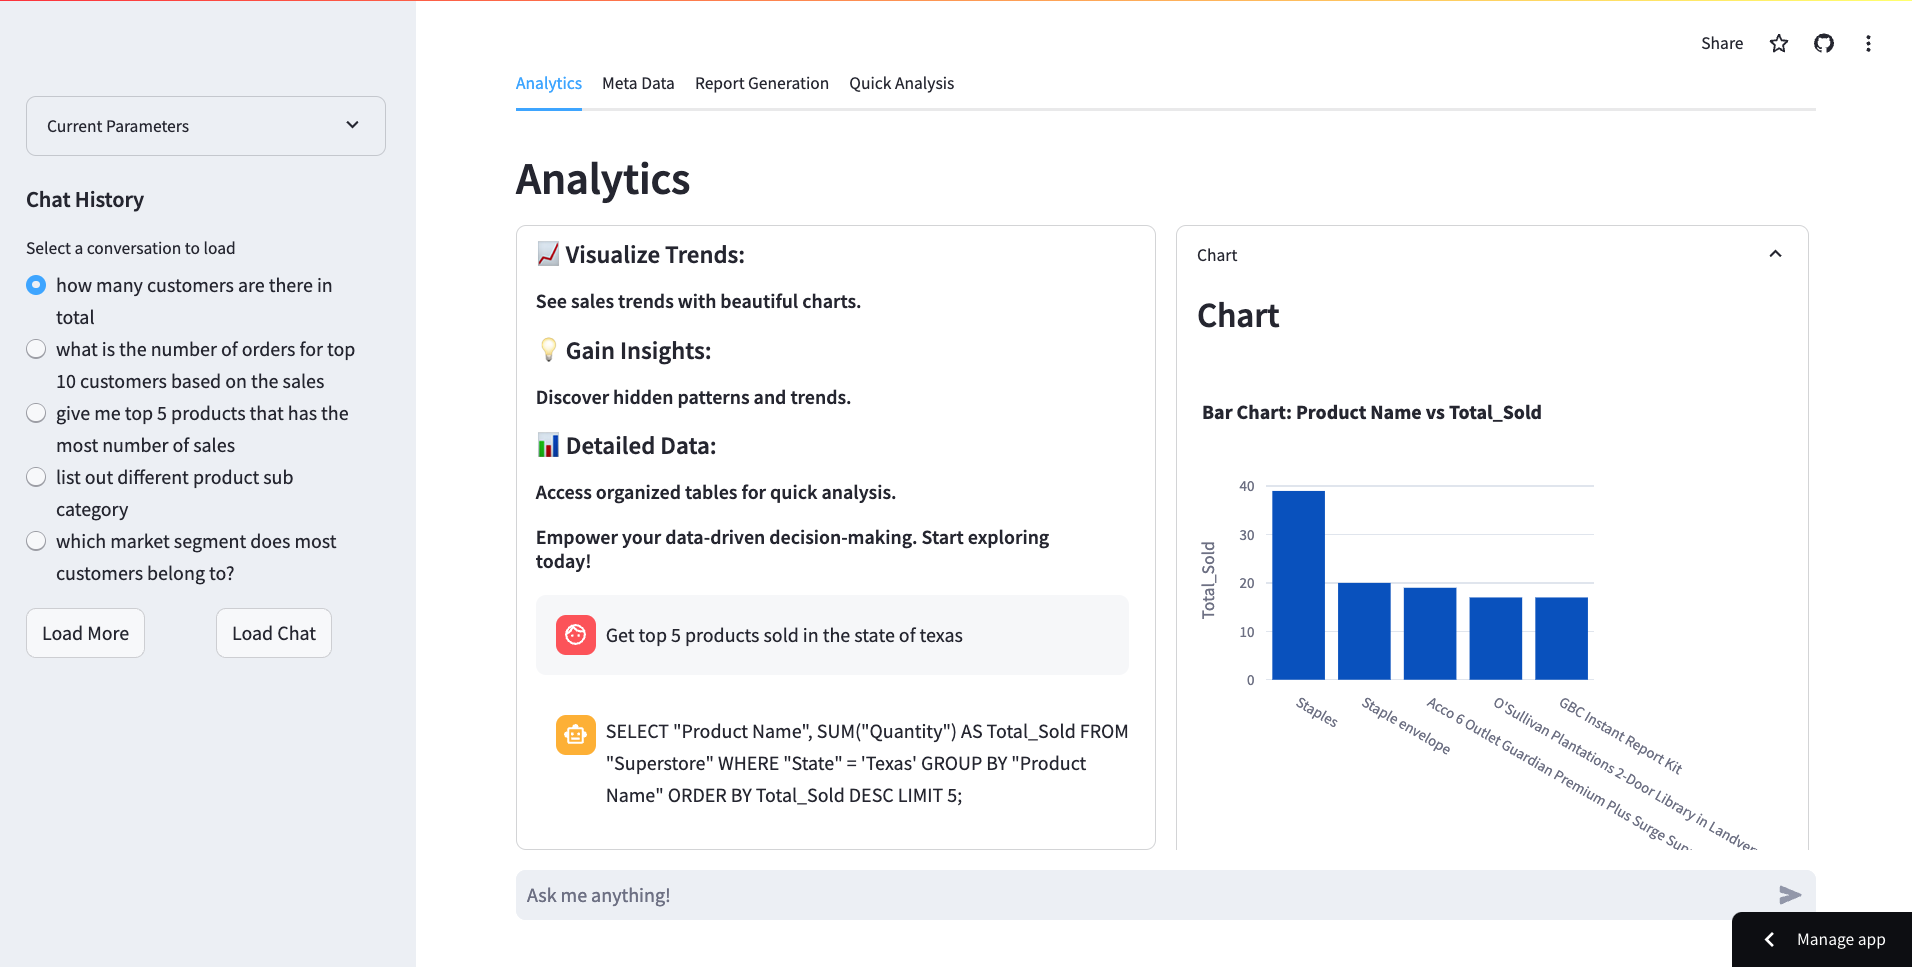 Share
Analytics Meta Data Report Generation Quick Analysis
Current Parameters
Chat History
Select a conversation to load
how many customers are there in
total
what is the number of orders for top
10 customers based on the sales
give me top 5 products that has the
most number of sales
list out different product sub
category
which market segment does most
customers belong to?
Load More
Load Chat
Analytics
Visualize Trends:
See sales trends with beautiful charts.
Gain Insights:
Discover hidden patterns and trends.
Detailed Data:
Access organized tables for quick analysis.
Empower your data-driven decision-making. Start exploring
today!
Get top 5 products sold in the state of texas
SELECT "Product Name", SUM("Quantity") AS Total_Sold FROM
"Superstore" WHERE "State" = 'Texas' GROUP BY "Product
Name" ORDER BY Total_Sold DESC LIMIT 5;
Chart
Chart
Bar Chart: Product Name vs Total_Sold
Total_Sold
40
30
20
10
0
Staples
Staple envelope
Acco 6 Outlet Guardian Premium Plus Surge
O'Sullivan Plantations 2-Door Library in
GBC Instant Report Kit
Ask me anything!
Manage app